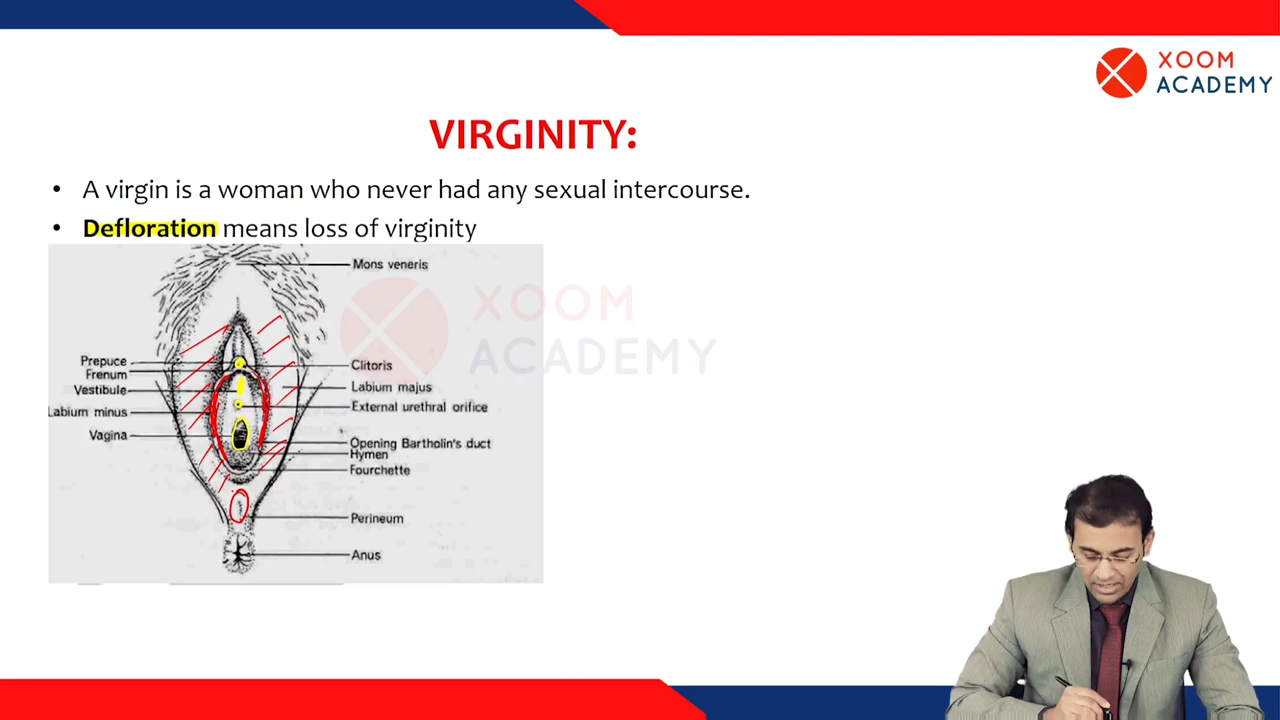 XOOM
ACADEMY
VIRGINITY:
• A virgin is a woman who never had any sexual intercourse.
• Defloration means loss of virginity
Mons veneris
XOOM
ACADEMY
Prepuce
Frenum
Vestibule
Labium minus
Vagina
Clitoris
Labium majus
External urethral orifice
Opening Bartholin's duct
Hymen
Fourchette
Perineum
Anus